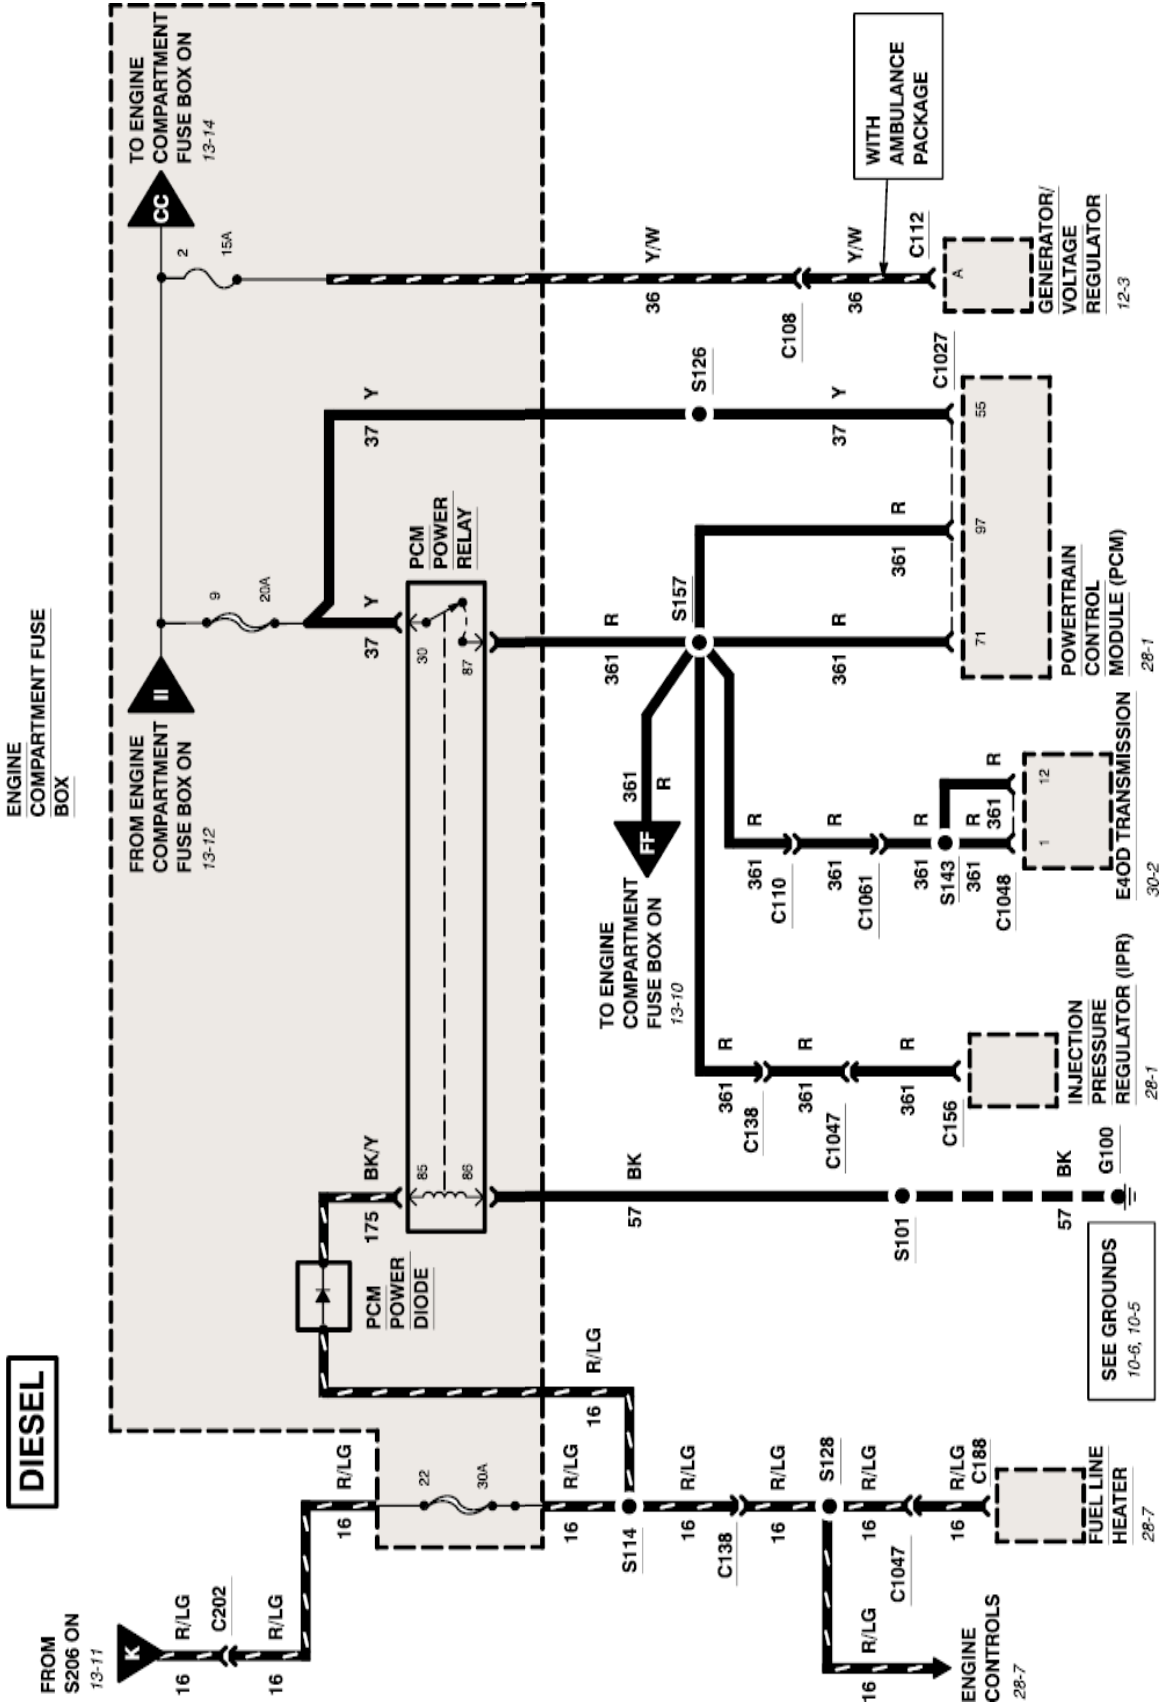 DIESEL
ENGINE
COMPARTMENT FUSE
BOX
FROM
S206 ON
13-11
K
16
R/LG
C202
16
R/LG
16
R/LG
22
30A
16
R/LG
S114
16
R/LG
C138
16
R/LG
S128
16
R/LG
C1047
16
R/LG
C188
FUEL LINE
HEATER
28-7
16
R/LG
ENGINE
CONTROLS
28-7
16
R/LG
PCM
POWER
DIODE
175
BK/Y
85
86
57
BK
S101
57
BK
G100
SEE GROUNDS
10-6, 10-5
FROM ENGINE
COMPARTMENT
FUSE BOX ON
13-12
II
9
20A
37
Y
30
87
PCM
POWER
RELAY
37
Y
S126
37
Y
C1027
55
97
71
POWERTRAIN
CONTROL
MODULE (PCM)
28-1
361
R
S157
361
R
361
R
361
R
FF
TO ENGINE
COMPARTMENT
FUSE BOX ON
13-10
361
R
C110
361
R
C1061
361
R
S143
361
R
361
R
C1048
1
12
E4OD TRANSMISSION
30-2
361
R
C138
361
R
C1047
361
R
C156
INJECTION
PRESSURE
REGULATOR (IPR)
28-1
TO ENGINE
COMPARTMENT
FUSE BOX ON
13-14
CC
2
15A
36
Y/W
C108
36
Y/W
C112
A
GENERATOR/
VOLTAGE
REGULATOR
12-3
WITH
AMBULANCE
PACKAGE